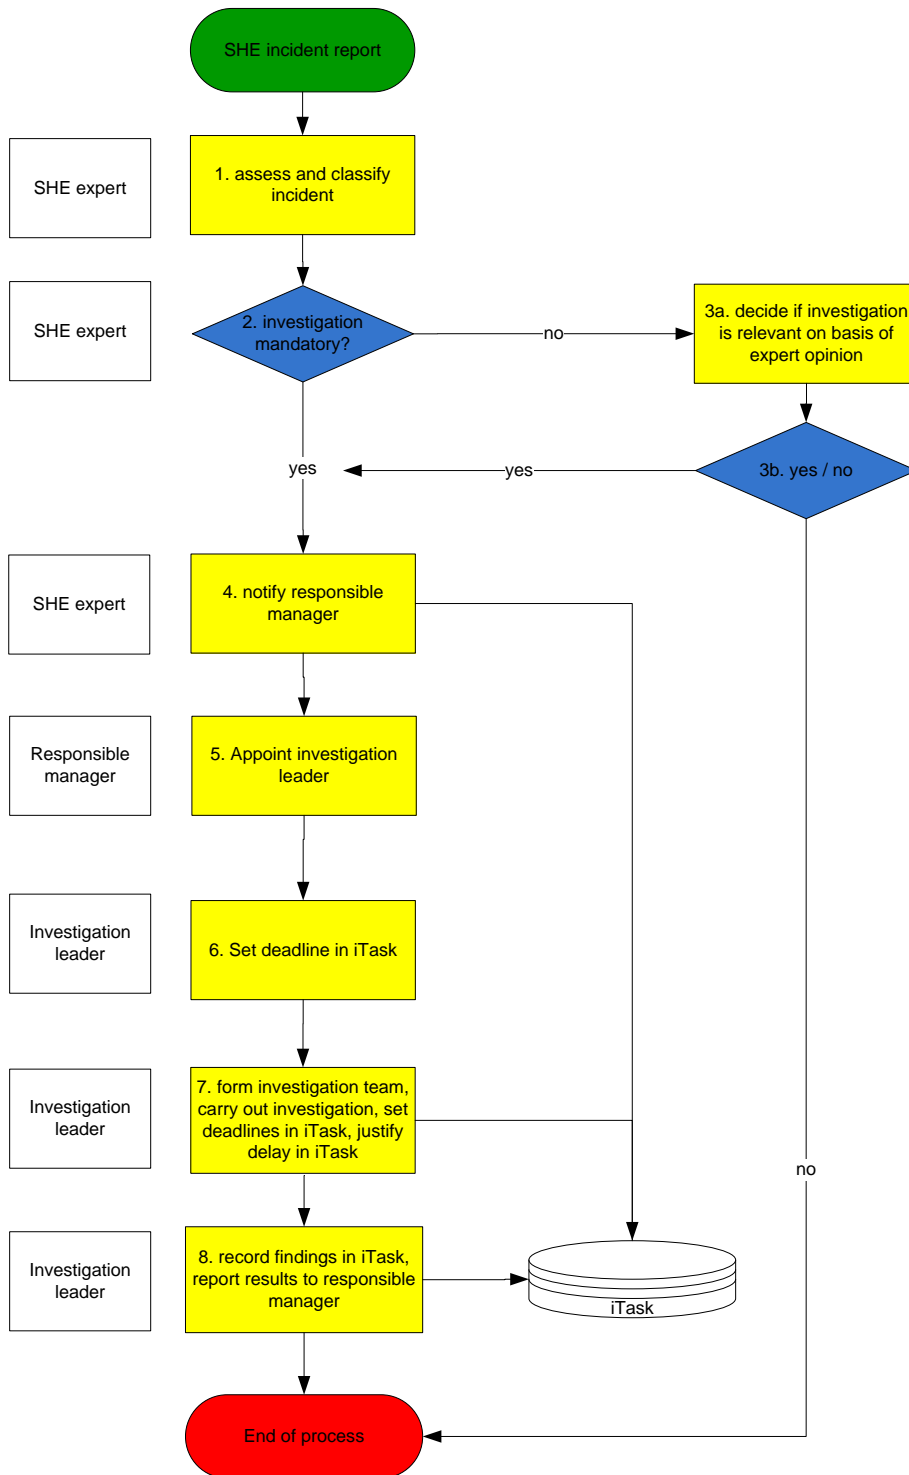 SHE incident report
SHE expert
1. assess and classify
incident
SHE expert
2. investigation
mandatory?
no
3a. decide if investigation
is relevant on basis of
expert opinion
yes
yes
3b. yes / no
SHE expert
4. notify responsible
manager
Responsible
manager
5. Appoint investigation
leader
Investigation
leader
6. Set deadline in iTask
Investigation
leader
7. form investigation team,
carry out investigation, set
deadlines in iTask, justify
delay in iTask
no
Investigation
leader
8. record findings in iTask,
report results to responsible
manager
iTask
End of process